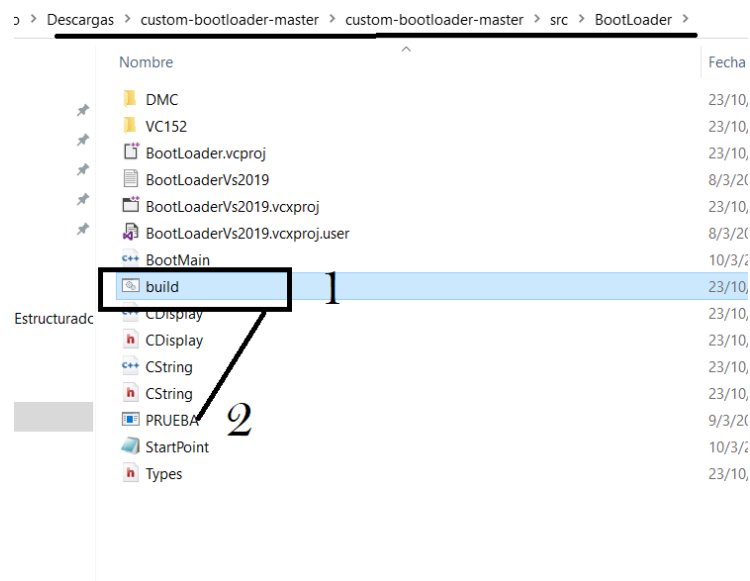 o > Descargas > custom-bootloader-master > custom-bootloader-master > src > BootLoader >
Nombre Fecha
DMC 23/10/
VC152 23/10/
BootLoader.vcproj 23/10/
BootLoaderVs2019 8/3/20
BootLoaderVs2019.vcxproj 23/10/
BootLoaderVs2019.vcxproj.user 8/3/20
BootMain 10/3/2
build 1 23/10/
Estructurado CDisplay 23/10/
CDisplay 23/10/
CString 23/10/
CString 23/10/
PRUEBA 2 9/3/20
StartPoint 10/3/2
Types 23/10/